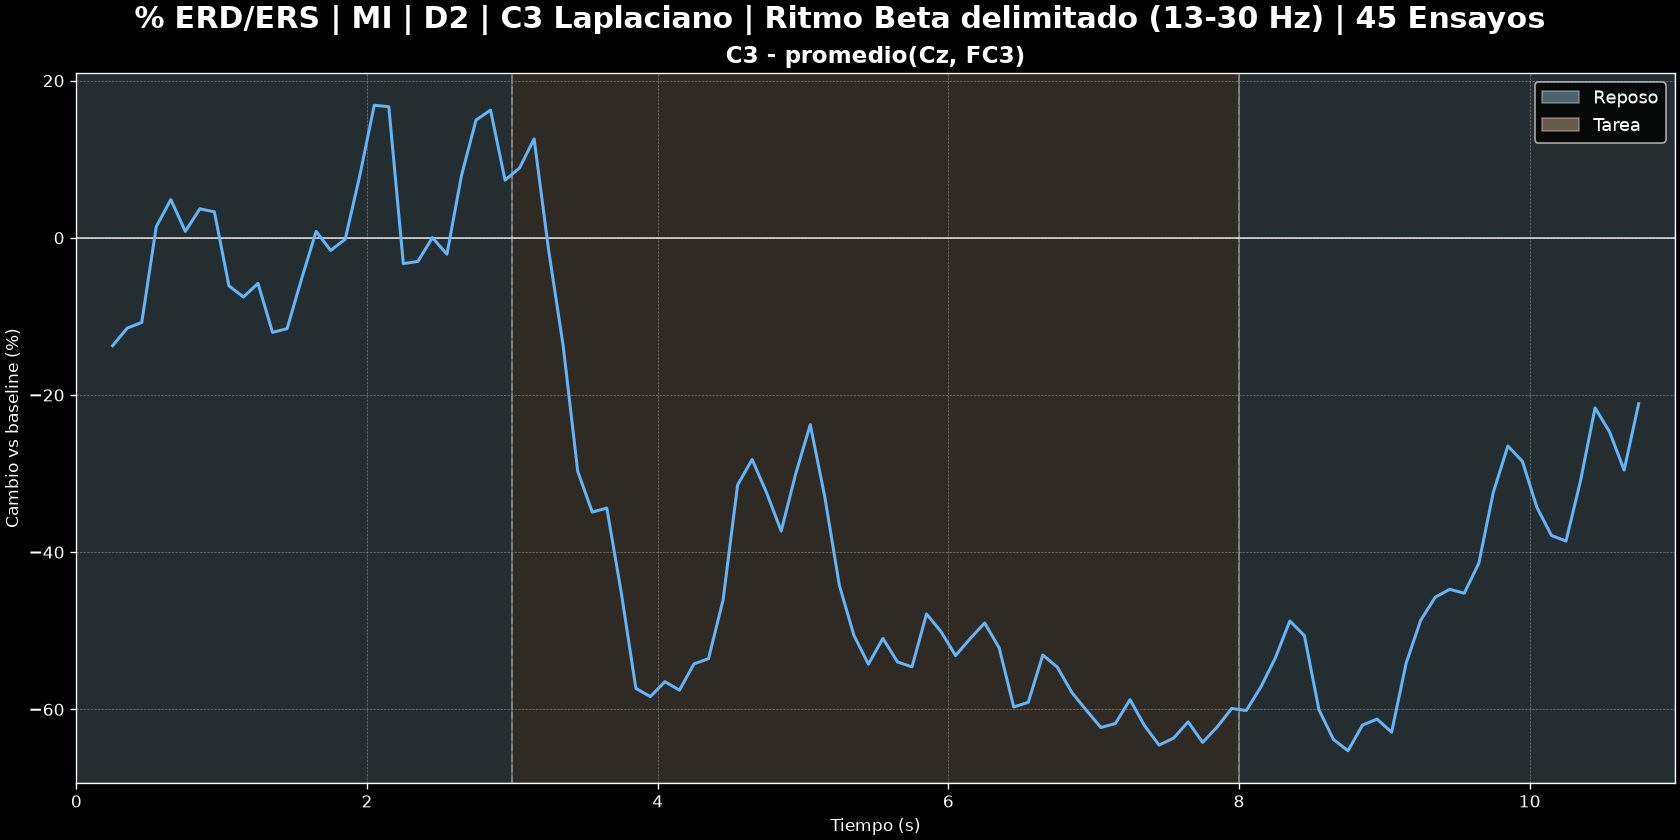 % ERD/ERS | MI | D2 | C3 Laplaciano | Ritmo Beta delimitado (13-30 Hz) | 45 Ensayos
C3 - promedio(Cz, FC3)
Reposo
Tarea
Cambio vs baseline (%)
20
0
−20
−40
−60
0 2 4 6 8 10
Tiempo (s)